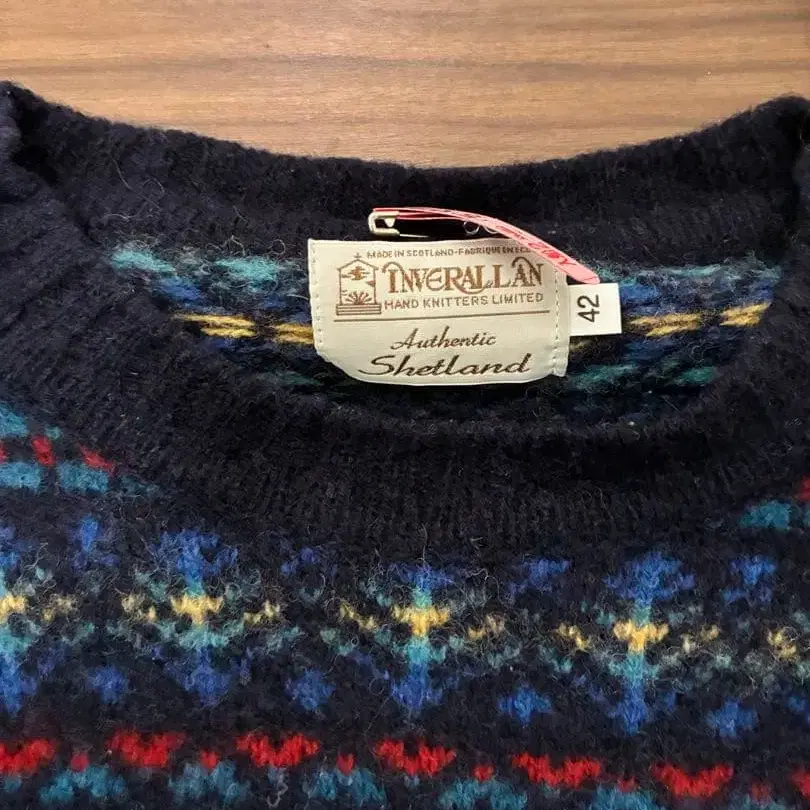 MADE IN SCOTLAND-FABRIQUE EN ECOSSE
INVERALLAN
HAND KNITTERS LIMITED
Authentic
Shetland
42